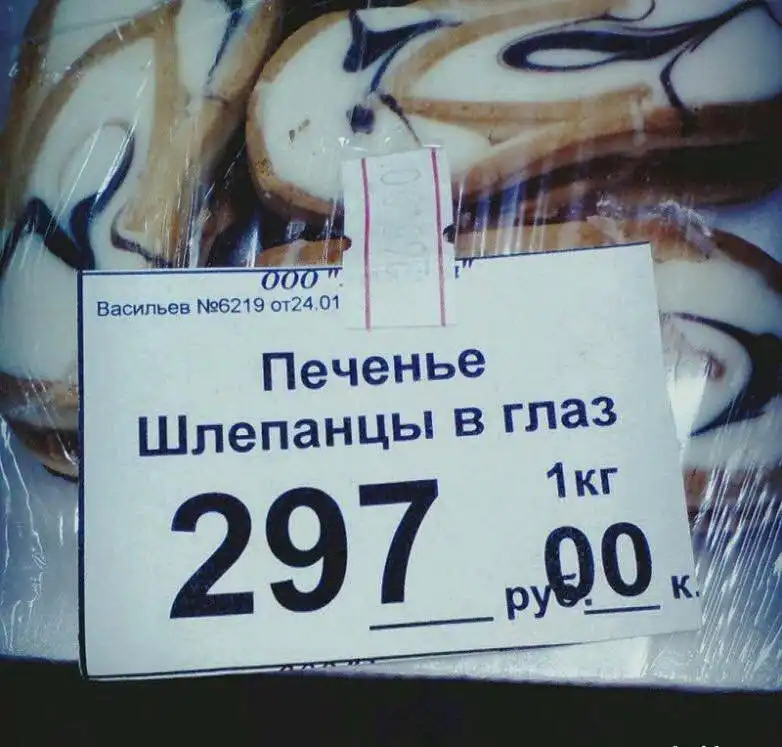 ООО "
Васильев №6219 от24.01
Печенье
Шлепанцы в глаз
1кг
297 руб. 00 к.